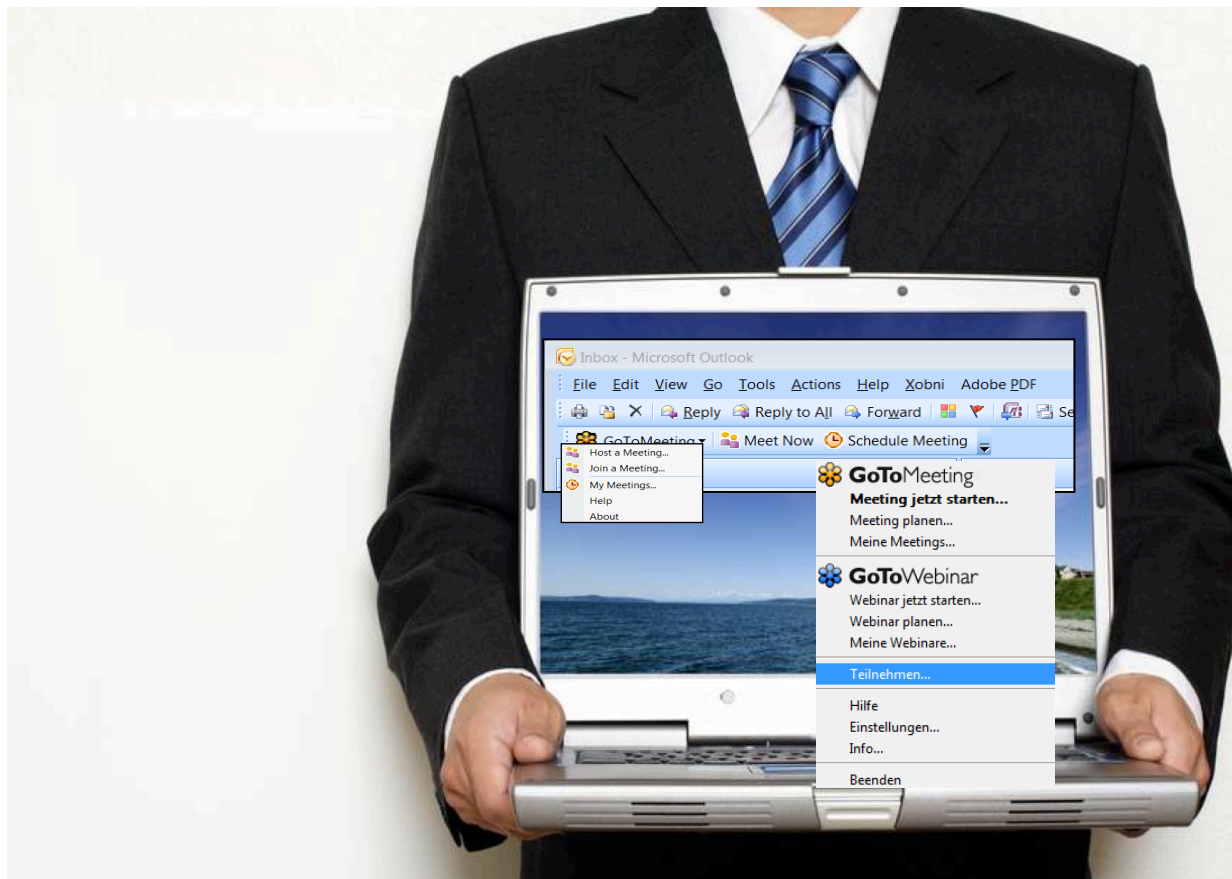 Inbox - Microsoft Outlook
File Edit View Go Tools Actions Help Xobni Adobe PDF
Reply Reply to All Forward Se
GoToMeeting Meet Now Schedule Meeting
Host a Meeting...
Join a Meeting...
My Meetings...
Help
About
GoToMeeting
Meeting jetzt starten...
Meeting planen...
Meine Meetings...
GoToWebinar
Webinar jetzt starten...
Webinar planen...
Meine Webinare...
Teilnehmen...
Hilfe
Einstellungen...
Info...
Beenden